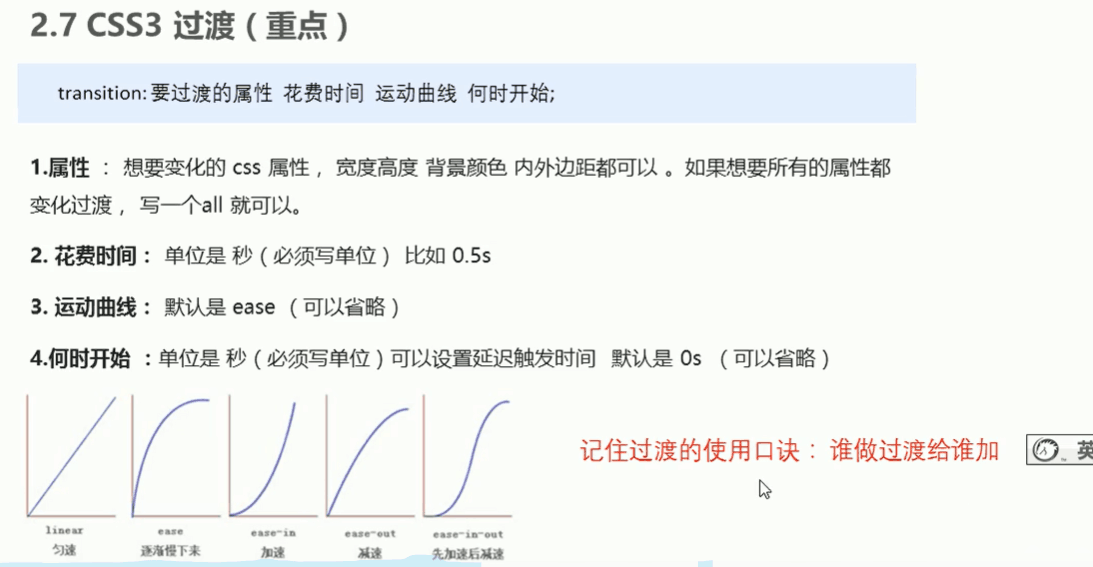 2.7 CSS3 过渡（重点）
transition:要过渡的属性 花费时间 运动曲线 何时开始;
1.属性 ： 想要变化的 css 属性， 宽度高度 背景颜色 内外边距都可以 。如果想要所有的属性都
变化过渡， 写一个all 就可以。
2. 花费时间： 单位是 秒（必须写单位） 比如 0.5s
3. 运动曲线： 默认是 ease （可以省略）
4.何时开始 ：单位是 秒（必须写单位）可以设置延迟触发时间 默认是 0s （可以省略）
记住过渡的使用口诀： 谁做过渡给谁加
英
linear ease ease-in ease-out ease-in-out
匀速 逐渐慢下来 加速 减速 先加速后减速